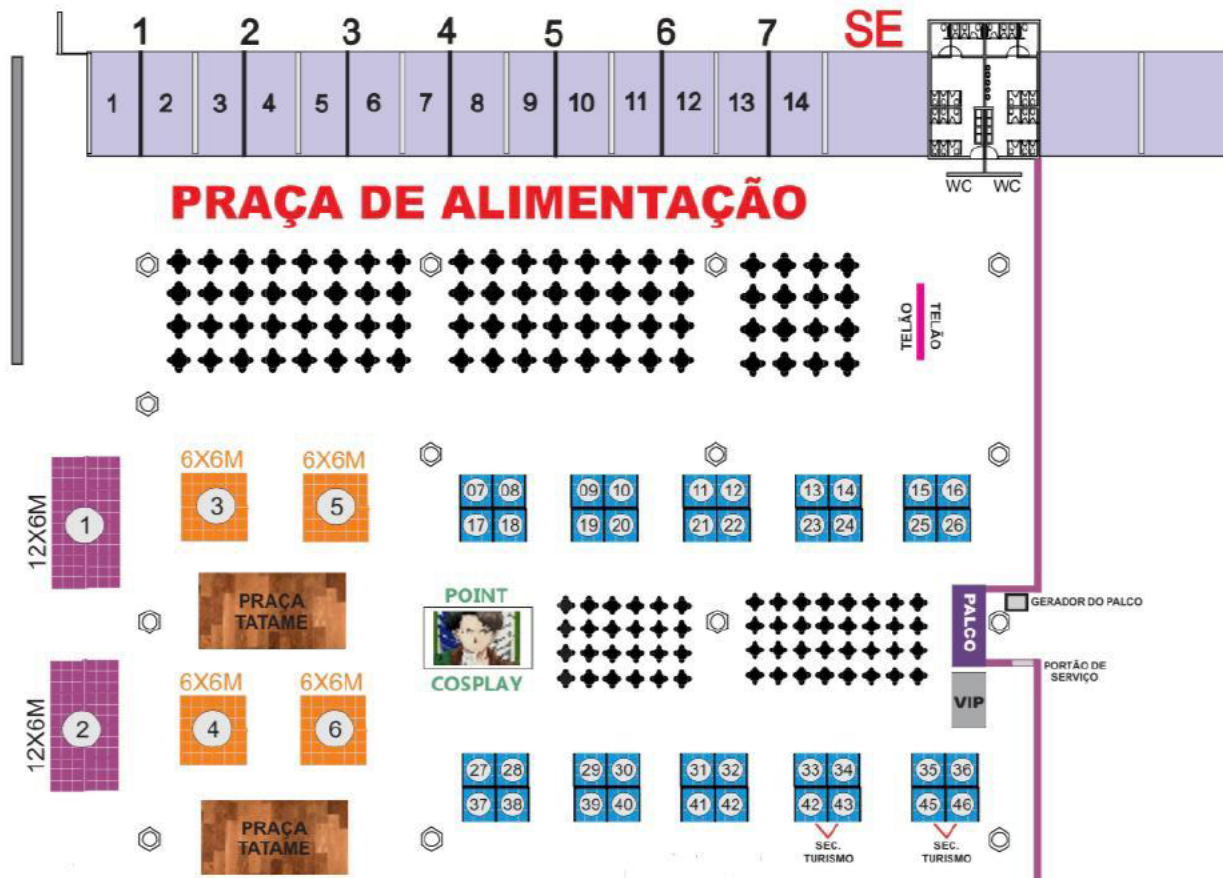 1 2 3 4 5 6 7 SE
1 2 3 4 5 6 7 8 9 10 11 12 13 14
WC WC
PRAÇA DE ALIMENTAÇÃO
TELÃO TELÃO
12X6M
1
6X6M 6X6M
3 5
07 08 09 10 11 12 13 14 15 16
17 18 19 20 21 22 23 24 25 26
PRAÇA
TATAME
POINT
COSPLAY
PALCO
GERADOR DO PALCO
PORTÃO DE
SERVIÇO
VIP
12X6M
2
6X6M 6X6M
4 6
27 28 29 30 31 32 33 34 35 36
37 38 39 40 41 42 42 43 45 46
PRAÇA
TATAME
SEC.
TURISMO
SEC.
TURISMO